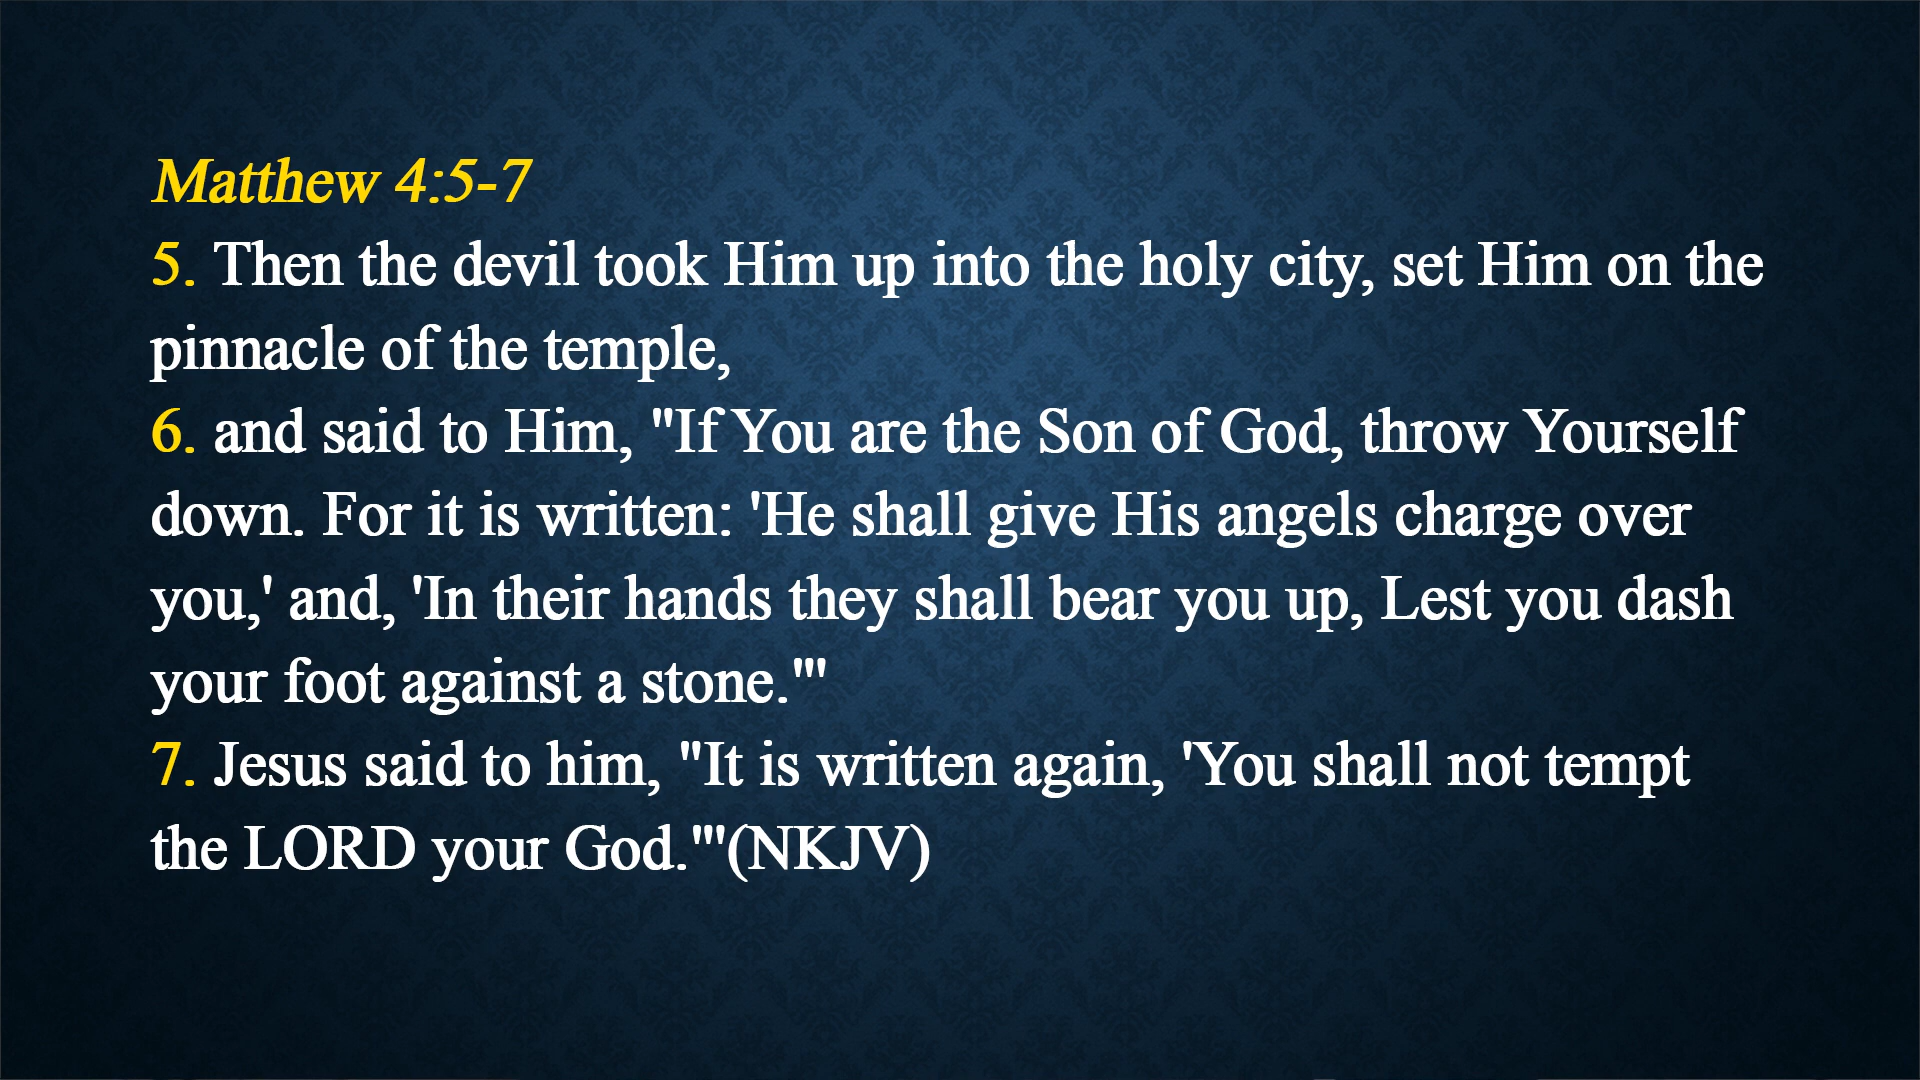 Matthew 4:5-7
5. Then the devil took Him up into the holy city, set Him on the
pinnacle of the temple,
6. and said to Him, "If You are the Son of God, throw Yourself
down. For it is written: 'He shall give His angels charge over
you,' and, 'In their hands they shall bear you up, Lest you dash
your foot against a stone.'"
7. Jesus said to him, "It is written again, 'You shall not tempt
the LORD your God.'"(NKJV)